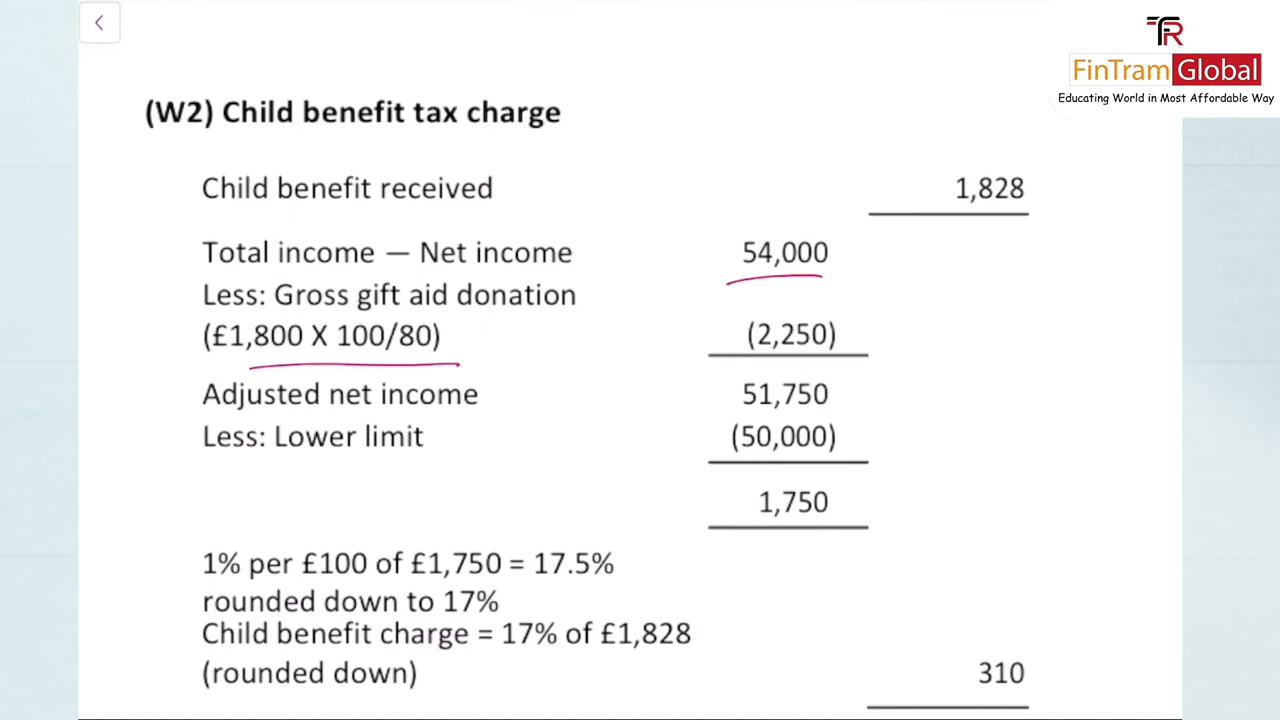 TR
FinTram Global
Educating World in Most Affordable Way
(W2) Child benefit tax charge
Child benefit received 1,828
Total income — Net income 54,000
Less: Gross gift aid donation
(£1,800 X 100/80) (2,250)
Adjusted net income 51,750
Less: Lower limit (50,000)
1,750
1% per £100 of £1,750 = 17.5%
rounded down to 17%
Child benefit charge = 17% of £1,828
(rounded down) 310